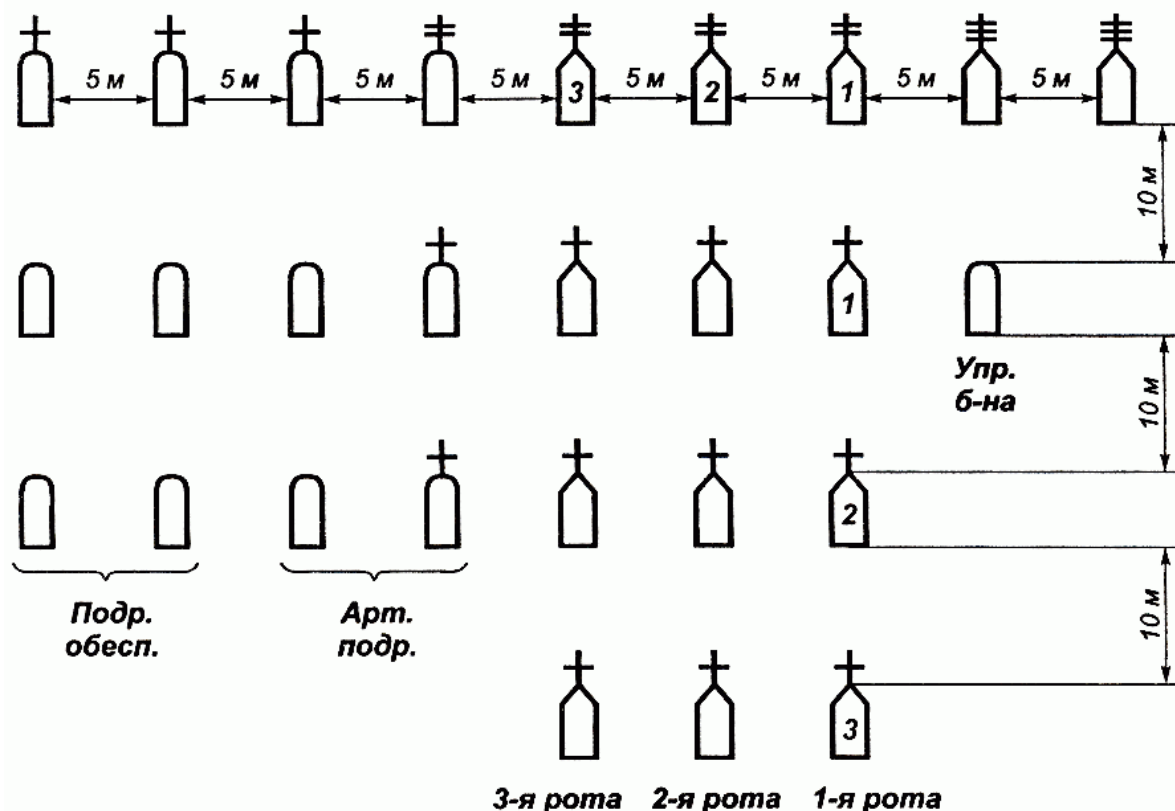 5 м 5 м 5 м 5 м 5 м 5 м 5 м 5 м
3 2 1
10 м
1
Упр.
б-на
10 м
2
Подр.
обесп.
Арт.
подр.
10 м
3
3-я рота 2-я рота 1-я рота